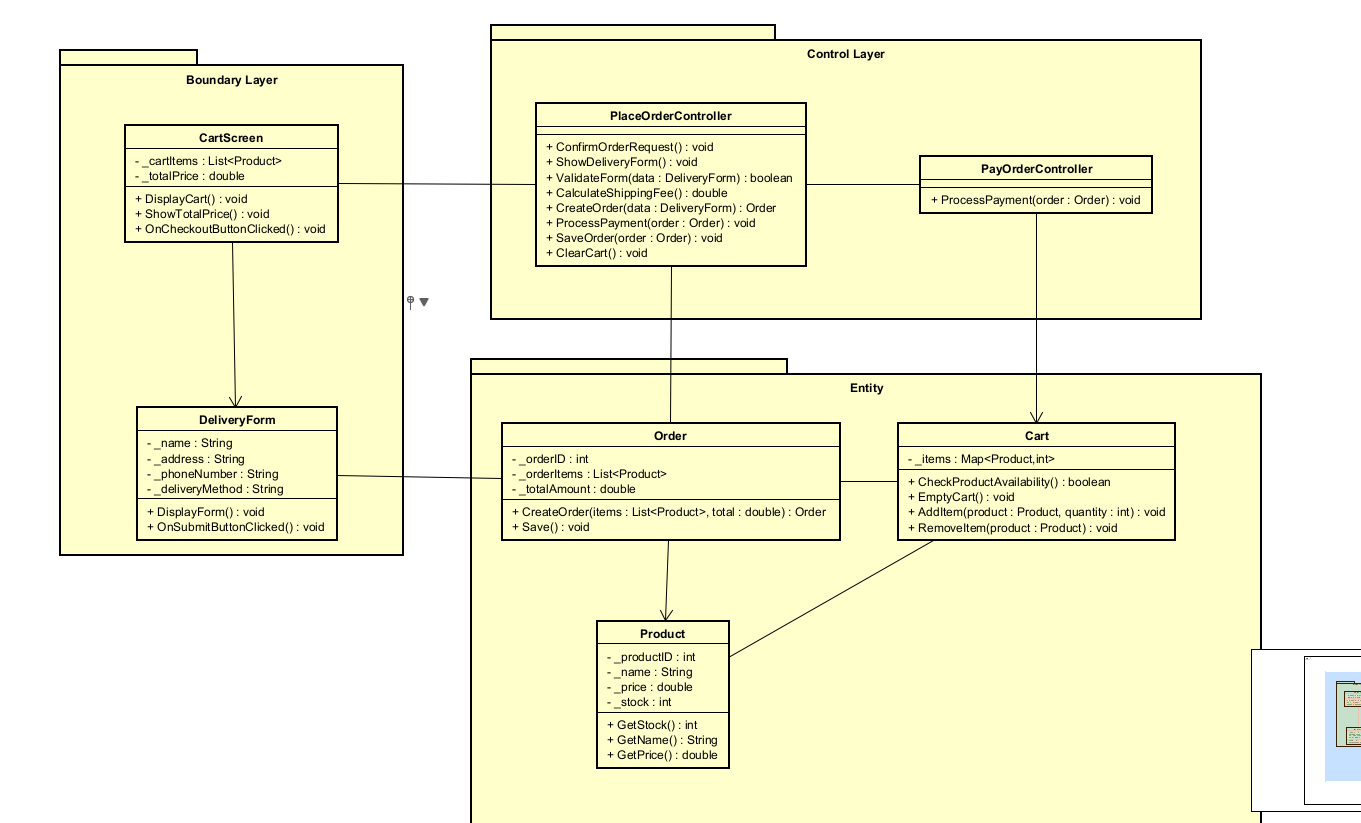 Boundary Layer
CartScreen
- _cartItems : List<Product>
- _totalPrice : double
+ DisplayCart() : void
+ ShowTotalPrice() : void
+ OnCheckoutButtonClicked() : void
DeliveryForm
- _name : String
- _address : String
- _phoneNumber : String
- _deliveryMethod : String
+ DisplayForm() : void
+ OnSubmitButtonClicked() : void
Control Layer
PlaceOrderController
+ ConfirmOrderRequest() : void
+ ShowDeliveryForm() : void
+ ValidateForm(data : DeliveryForm) : boolean
+ CalculateShippingFee() : double
+ CreateOrder(data : DeliveryForm) : Order
+ ProcessPayment(order : Order) : void
+ SaveOrder(order : Order) : void
+ ClearCart() : void
PayOrderController
+ ProcessPayment(order : Order) : void
Entity
Order
- _orderID : int
- _orderItems : List<Product>
- _totalAmount : double
+ CreateOrder(items : List<Product>, total : double) : Order
+ Save() : void
Cart
- _items : Map<Product,int>
+ CheckProductAvailability() : boolean
+ EmptyCart() : void
+ AddItem(product : Product, quantity : int) : void
+ RemoveItem(product : Product) : void
Product
- _productID : int
- _name : String
- _price : double
- _stock : int
+ GetStock() : int
+ GetName() : String
+ GetPrice() : double